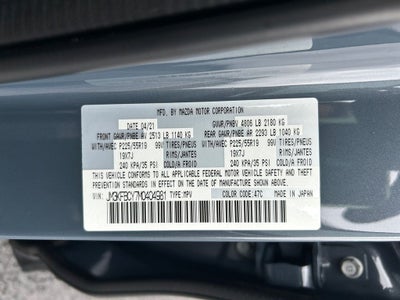 MFD. BY MAZDA MOTOR CORPORATION
DATE 04/21 GVWR/PNBV 4806 LB 2180 KG
FRONT GAWR/PNBE AV 2513 LB 1140 KG REAR GAWR/PNBE AR 2293 LB 1040 KG
WITH/AVEC P225/55R19 99V TIRES/PNEUS WITH/AVEC P225/55R19 99V TIRES/PNEUS
19X7J RIMS/JANTES 19X7J RIMS/JANTES
240 KPA/35 PSI COLD/A FROID 240 KPA/35 PSI COLD/A FROID
THIS VEHICLE CONFORMS TO ALL APPLICABLE FEDERAL MOTOR VEHICLE SAFETY, BUMPER, AND
THEFT PREVENTION STANDARDS IN EFFECT ON THE DATE OF MANUFACTURE SHOWN ABOVE.
VIN: TYPE:MPV COLOR CODE:47C MADE IN JAPAN